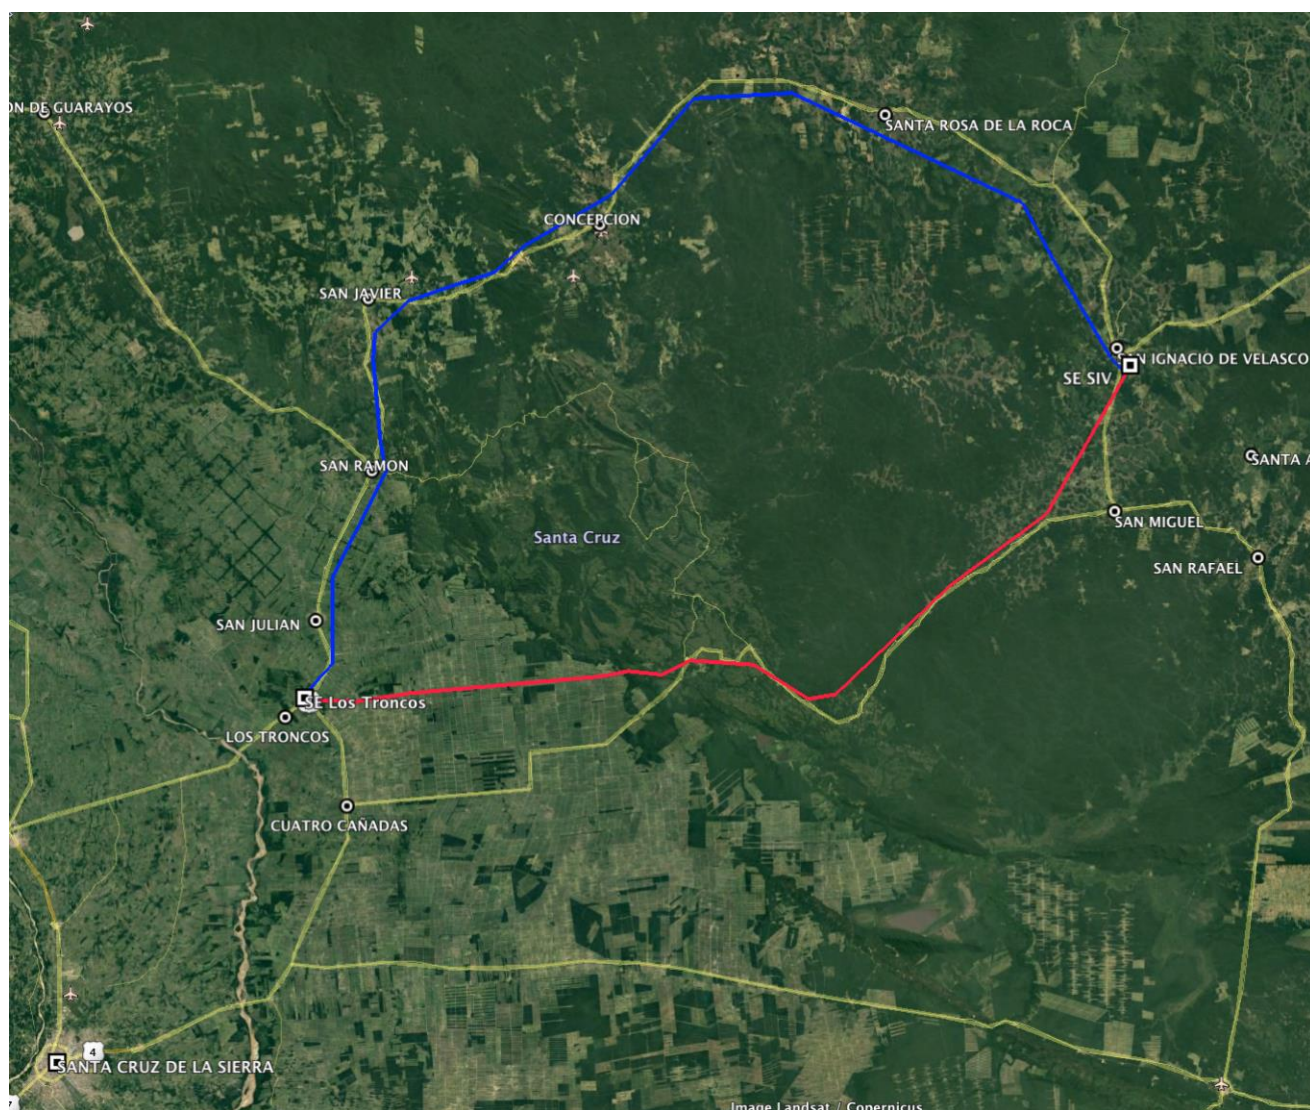 ON DE GUARAYOS
SANTA ROSA DE LA ROCA
CONCEPCION
SAN JAVIER
N IGNACIO DE VELASCO
SE SIV
SAN RAMON
SANTA A
SAN MIGUEL
Santa Cruz
SAN RAFAEL
SAN JULIAN
SE Los Troncos
LOS TRONCOS
CUATRO CAÑADAS
4
SANTA CRUZ DE LA SIERRA
7
Image Landsat / Copernicus